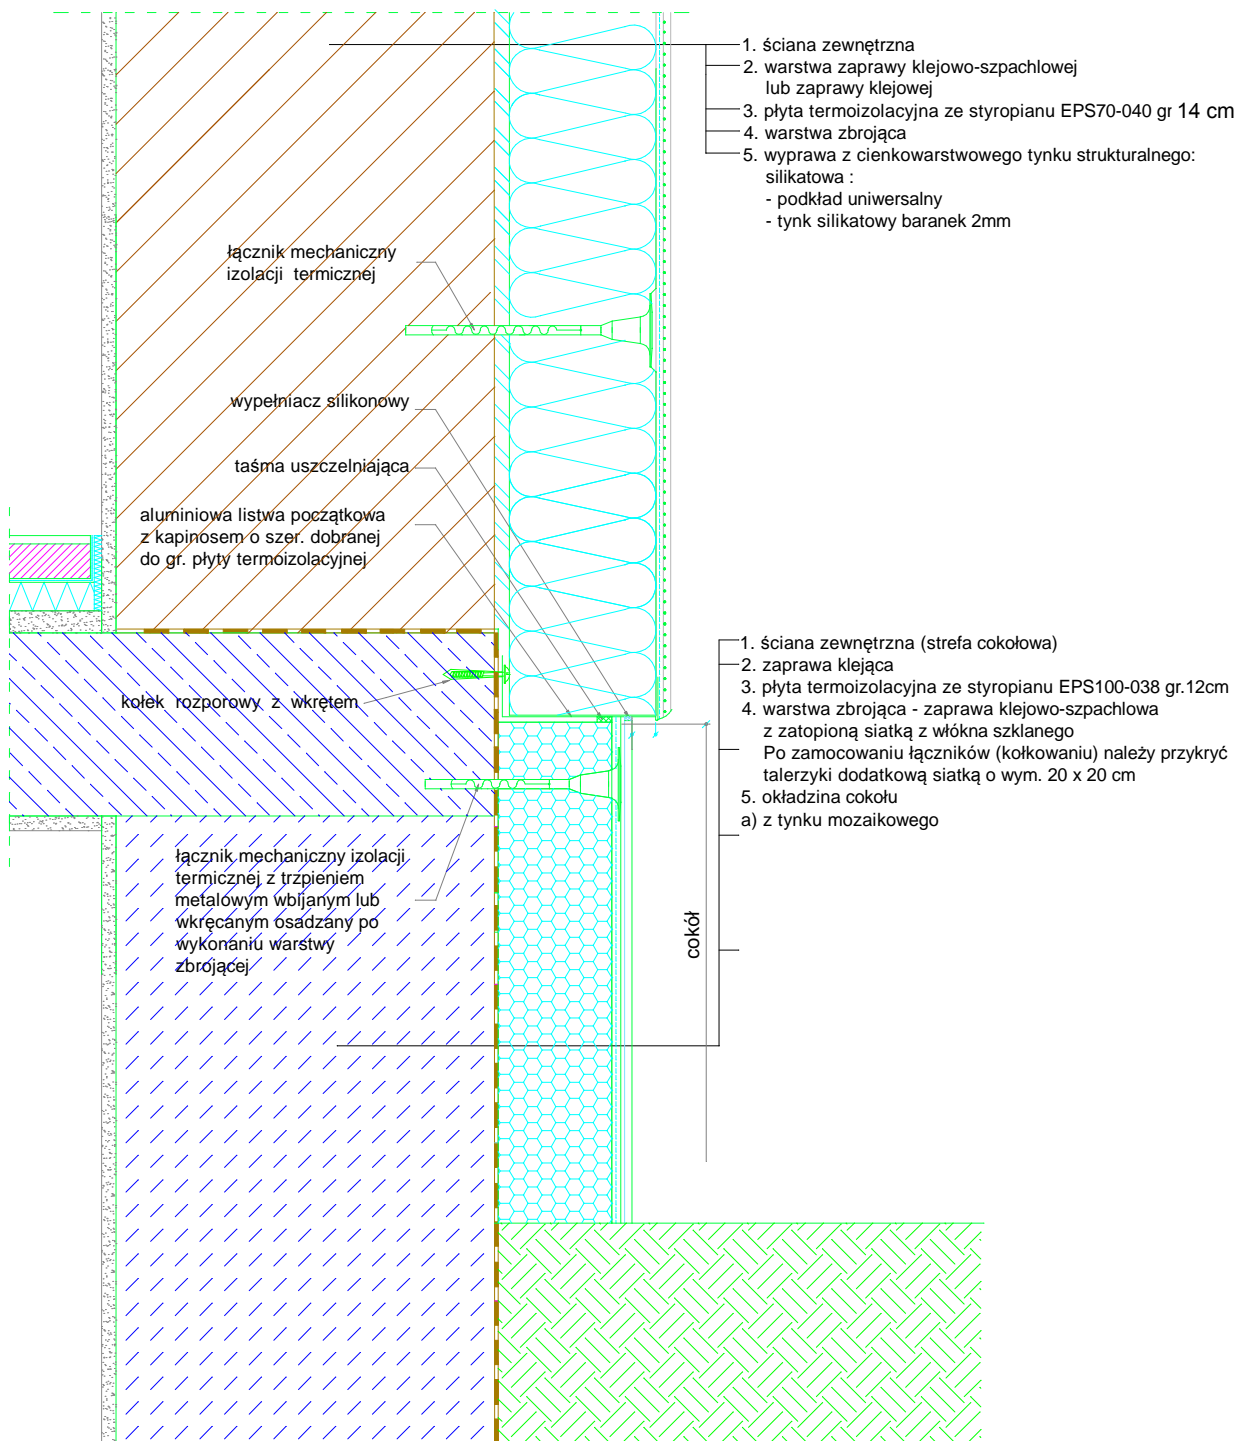 1. ściana zewnętrzna
2. warstwa zaprawy klejowo-szpachlowej
lub zaprawy klejowej
3. płyta termoizolacyjna ze styropianu EPS70-040 gr 14 cm
4. warstwa zbrojąca
5. wyprawa z cienkowarstwowego tynku strukturalnego:
silikatowa :
- podkład uniwersalny
- tynk silikatowy baranek 2mm
łącznik mechaniczny
izolacji termicznej
wypełniacz silikonowy
taśma uszczelniająca
aluminiowa listwa początkowa
z kapinosem o szer. dobranej
do gr. płyty termoizolacyjnej
kołek rozporowy z wkrętem
1. ściana zewnętrzna (strefa cokołowa)
2. zaprawa klejąca
3. płyta termoizolacyjna ze styropianu EPS100-038 gr.12cm
4. warstwa zbrojąca - zaprawa klejowo-szpachlowa
z zatopioną siatką z włókna szklanego
Po zamocowaniu łączników (kołkowaniu) należy przykryć
talerzyki dodatkową siatką o wym. 20 x 20 cm
5. okładzina cokołu
a) z tynku mozaikowego
łącznik mechaniczny izolacji
termicznej z trzpieniem
metalowym wbijanym lub
wkręcanym osadzany po
wykonaniu warstwy
zbrojącej
cokół